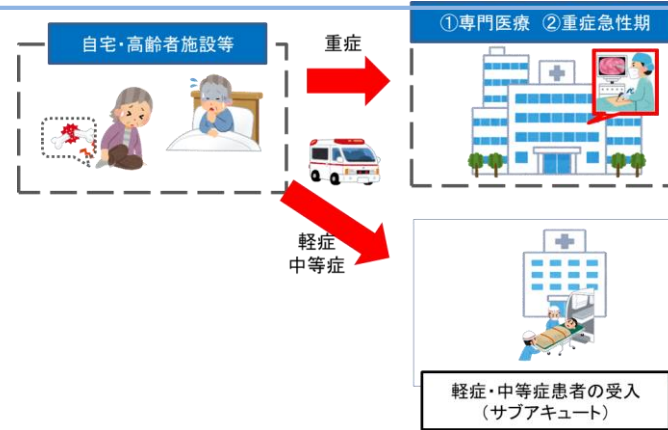 自宅・高齢者施設等
重症
①専門医療 ②重症急性期
軽症
中等症
軽症・中等症患者の受入
（サブアキュート）